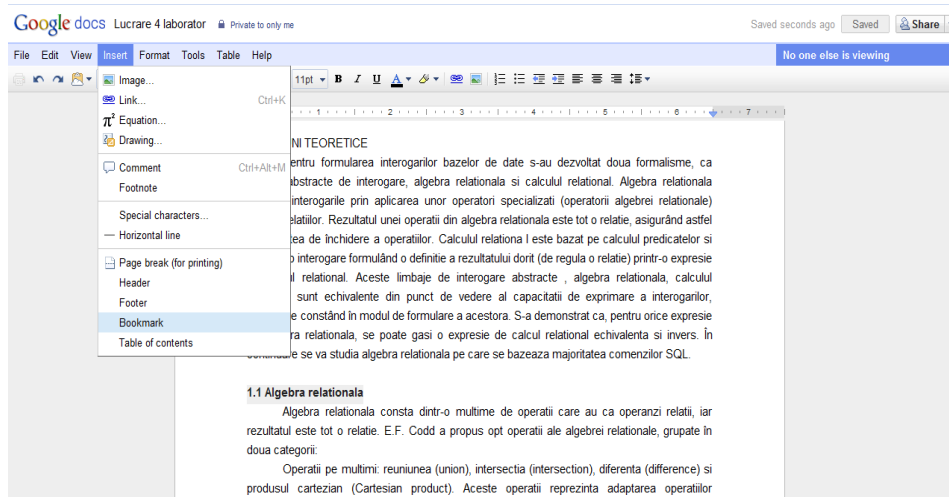 Google docs Lucrare 4 laborator Private to only me Saved seconds ago Saved Share
File Edit View Insert Format Tools Table Help No one else is viewing
11pt B I U A
Image...
Link... Ctrl+K
π² Equation...
Drawing...
Comment Ctrl+Alt+M
Footnote
Special characters...
Horizontal line
Page break (for printing)
Header
Footer
Bookmark
Table of contents
1 2 3 4 5 6 7
NI TEORETICE
entru formularea interogarilor bazelor de date s-au dezvoltat doua formalisme, ca
abstracte de interogare, algebra relationala si calculul relational. Algebra relationala
interogarile prin aplicarea unor operatori specializati (operatorii algebrei relationale)
elatiilor. Rezultatul unei operatii din algebra relationala este tot o relatie, asigurând astfel
tea de închidere a operatiilor. Calculul relationa l este bazat pe calculul predicatelor si
o interogare formulând o definitie a rezultatului dorit (de regula o relatie) printr-o expresie
l relational. Aceste limbaje de interogare abstracte , algebra relationala, calculul
sunt echivalente din punct de vedere al capacitatii de exprimare a interogarilor,
e constând în modul de formulare a acestora. S-a demonstrat ca, pentru orice expresie
ra relationala, se poate gasi o expresie de calcul relational echivalenta si invers. În
continuare se va studia algebra relationala pe care se bazeaza majoritatea comenzilor SQL.
1.1 Algebra relationala
Algebra relationala consta dintr-o multime de operatii care au ca operanzi relatii, iar
rezultatul este tot o relatie. E.F. Codd a propus opt operatii ale algebrei relationale, grupate în
doua categorii:
Operatii pe multimi: reuniunea (union), intersectia (intersection), diferenta (difference) si
produsul cartezian (Cartesian product). Aceste operatii reprezinta adaptarea operatiilor